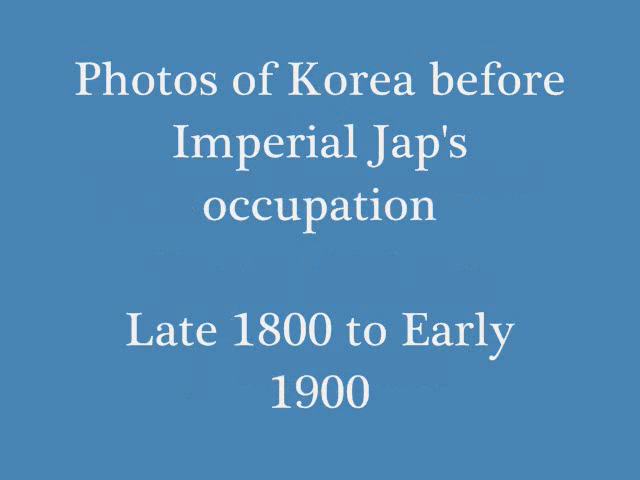 Photos of Korea before
Imperial Jap's
occupation
Late 1800 to Early
1900